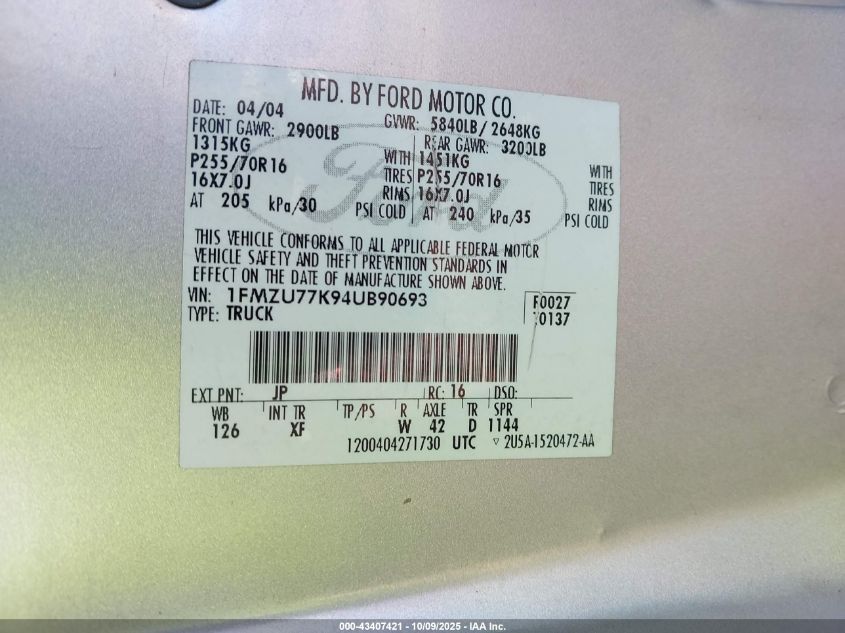 MFD. BY FORD MOTOR CO.
DATE: 04/04 GVWR: 5840LB/ 2648KG
FRONT GAWR: 2900LB REAR GAWR: 3200LB
1315KG WITH 1451KG WITH
P255/70R16 TIRES P255/70R16 TIRES
16X7.0J RIMS 16X7.0J RIMS
AT 205 kPa/30 PSI COLD AT 240 kPa/35 PSI COLD
Ford
THIS VEHICLE CONFORMS TO ALL APPLICABLE FEDERAL MOTOR
VEHICLE SAFETY AND THEFT PREVENTION STANDARDS IN
EFFECT ON THE DATE OF MANUFACTURE SHOWN ABOVE.
VIN: 1FMZU77K94UB90693 F0027
TYPE: TRUCK 0137
EXT PNT: JP RC: 16 DSO:
WB INT TR TP/PS R AXLE TR SPR
126 XF W 42 D 1144
1200404271730 UTC ▽ 2U5A-1520472-AA
000-43407421 | 10/09/2025 - IAA Inc.